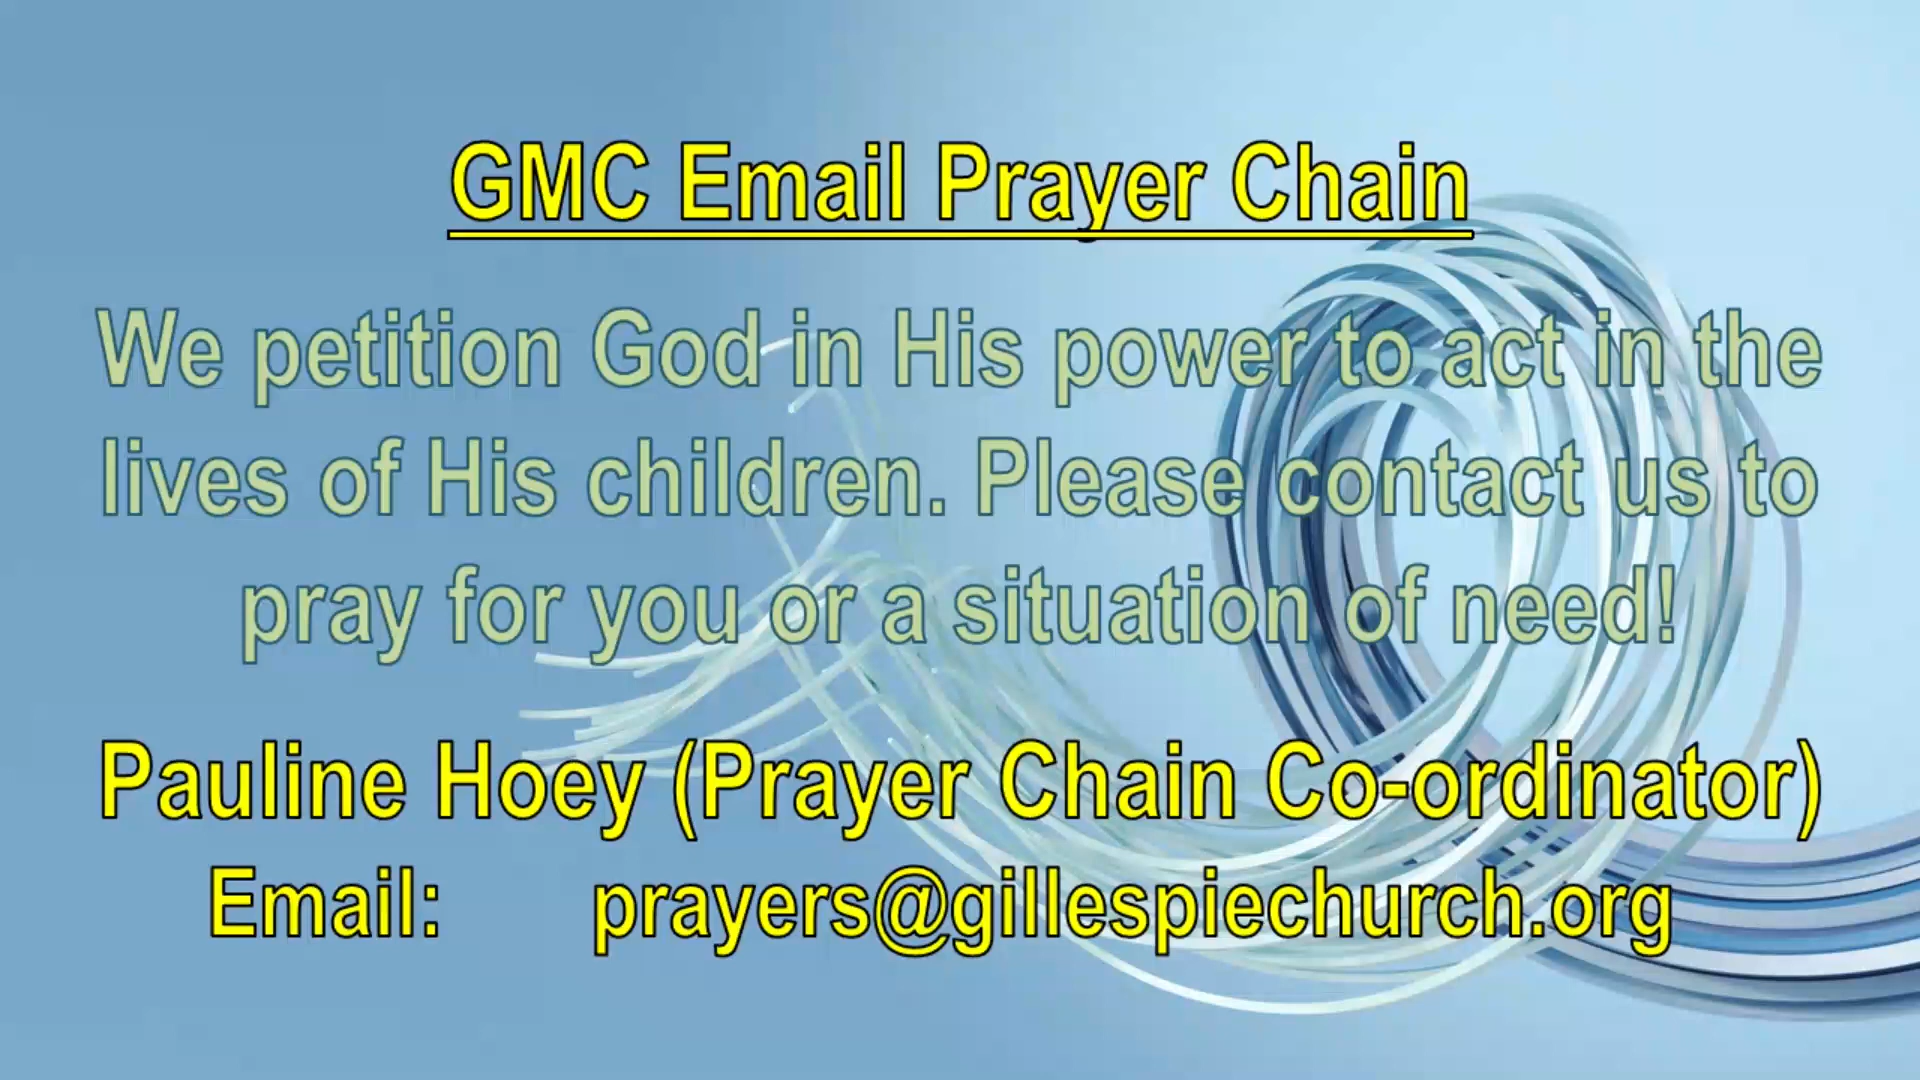 GMC Email Prayer Chain
We petition God in His power to act in the
lives of His children. Please contact us to
pray for you or a situation of need!
Pauline Hoey (Prayer Chain Co-ordinator)
Email: prayers@gillespiechurch.org